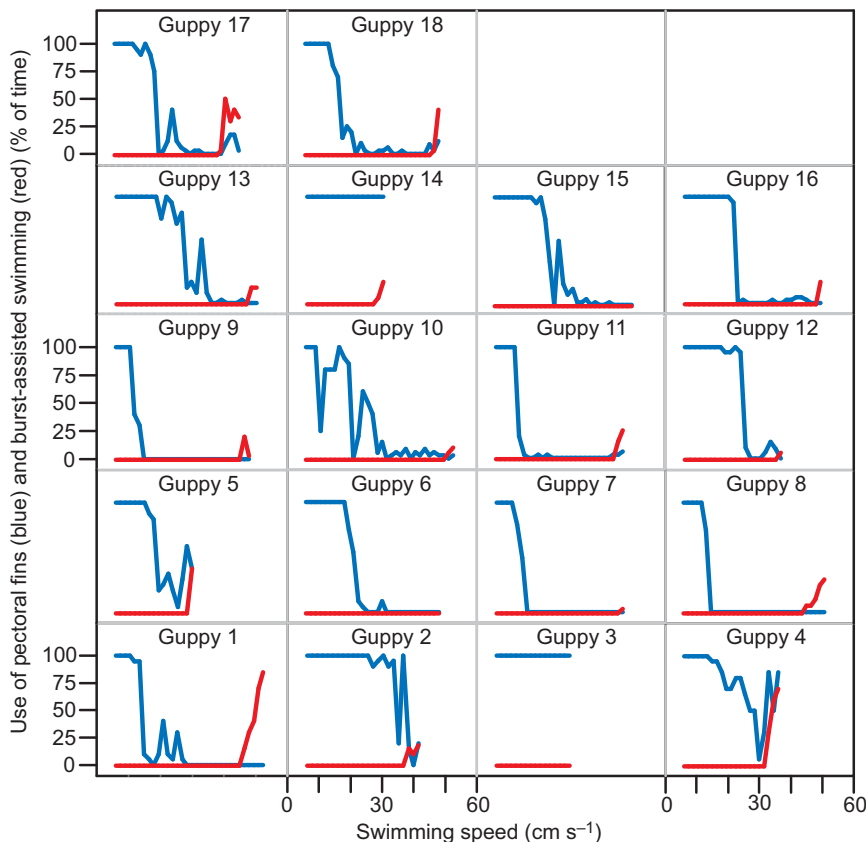 Use of pectoral fins (blue) and burst-assisted swimming (red) (% of time)
Guppy 17 Guppy 18
100
75
50
25
0
Guppy 13 Guppy 14 Guppy 15 Guppy 16
Guppy 9 Guppy 10 Guppy 11 Guppy 12
100
75
50
25
0
Guppy 5 Guppy 6 Guppy 7 Guppy 8
Guppy 1 Guppy 2 Guppy 3 Guppy 4
100
75
50
25
0
0 30 60 0 30 60
Swimming speed (cm s⁻¹)